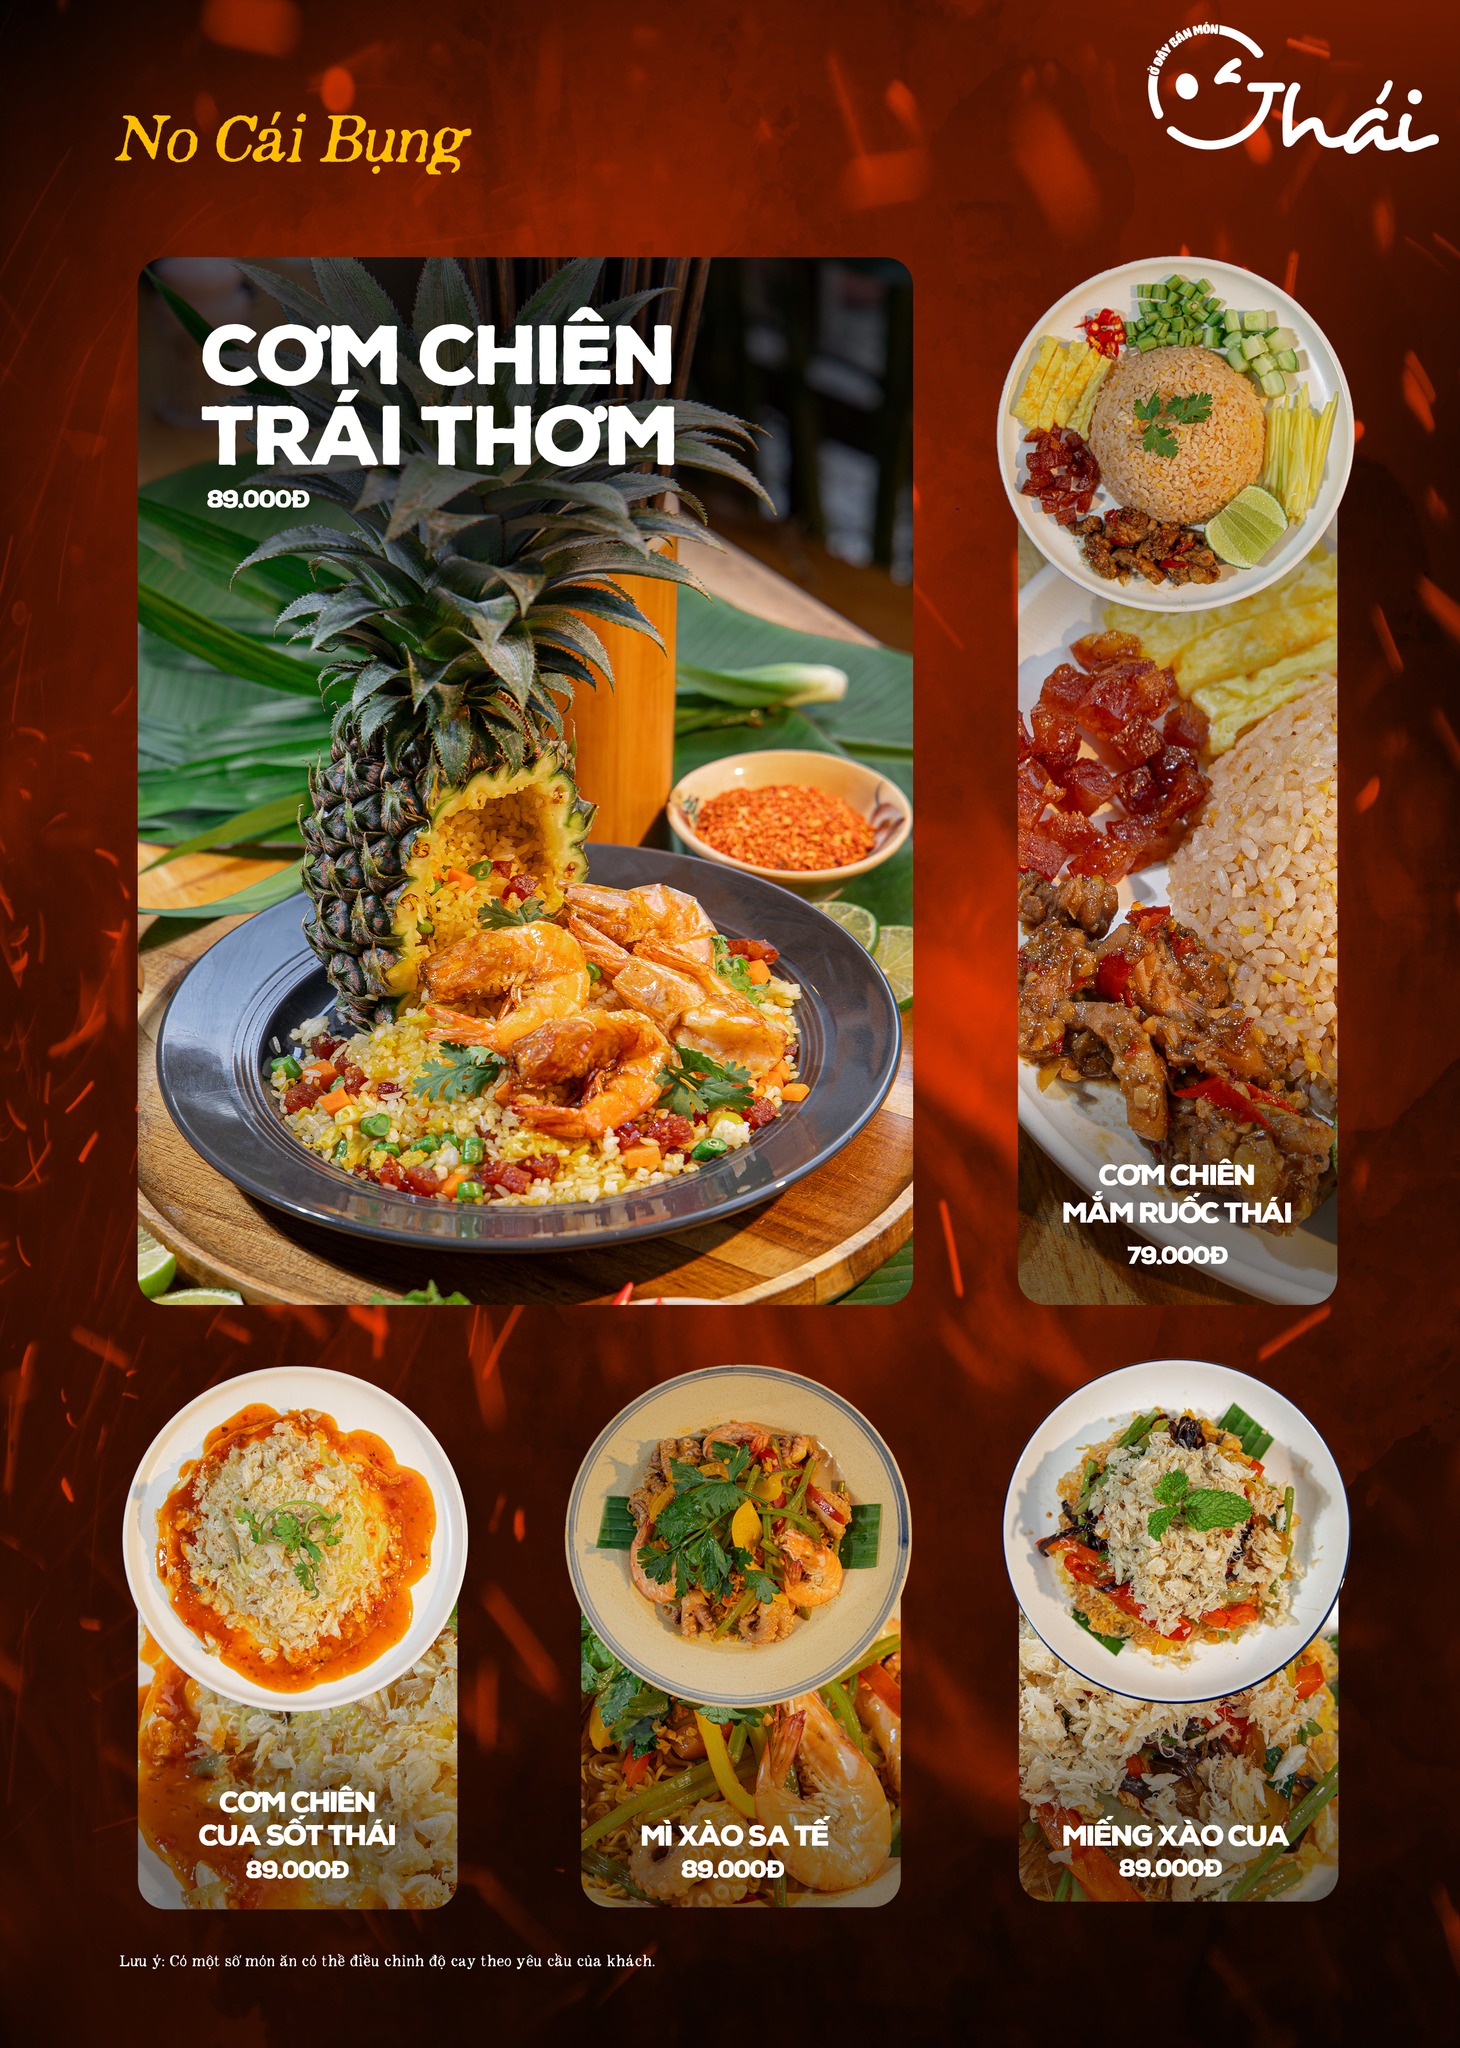 Ở ĐÂY BÁN MÓN
Thái
No Cái Bụng
CƠM CHIÊN
TRÁI THƠM
89.000Đ
CƠM CHIÊN
MẮM RUỐC THÁI
79.000Đ
CƠM CHIÊN
CUA SỐT THÁI
89.000Đ
MÌ XÀO SA TẾ
89.000Đ
MIẾNG XÀO CUA
89.000Đ
Lưu ý: Có một số món ăn có thể điều chỉnh độ cay theo yêu cầu của khách.